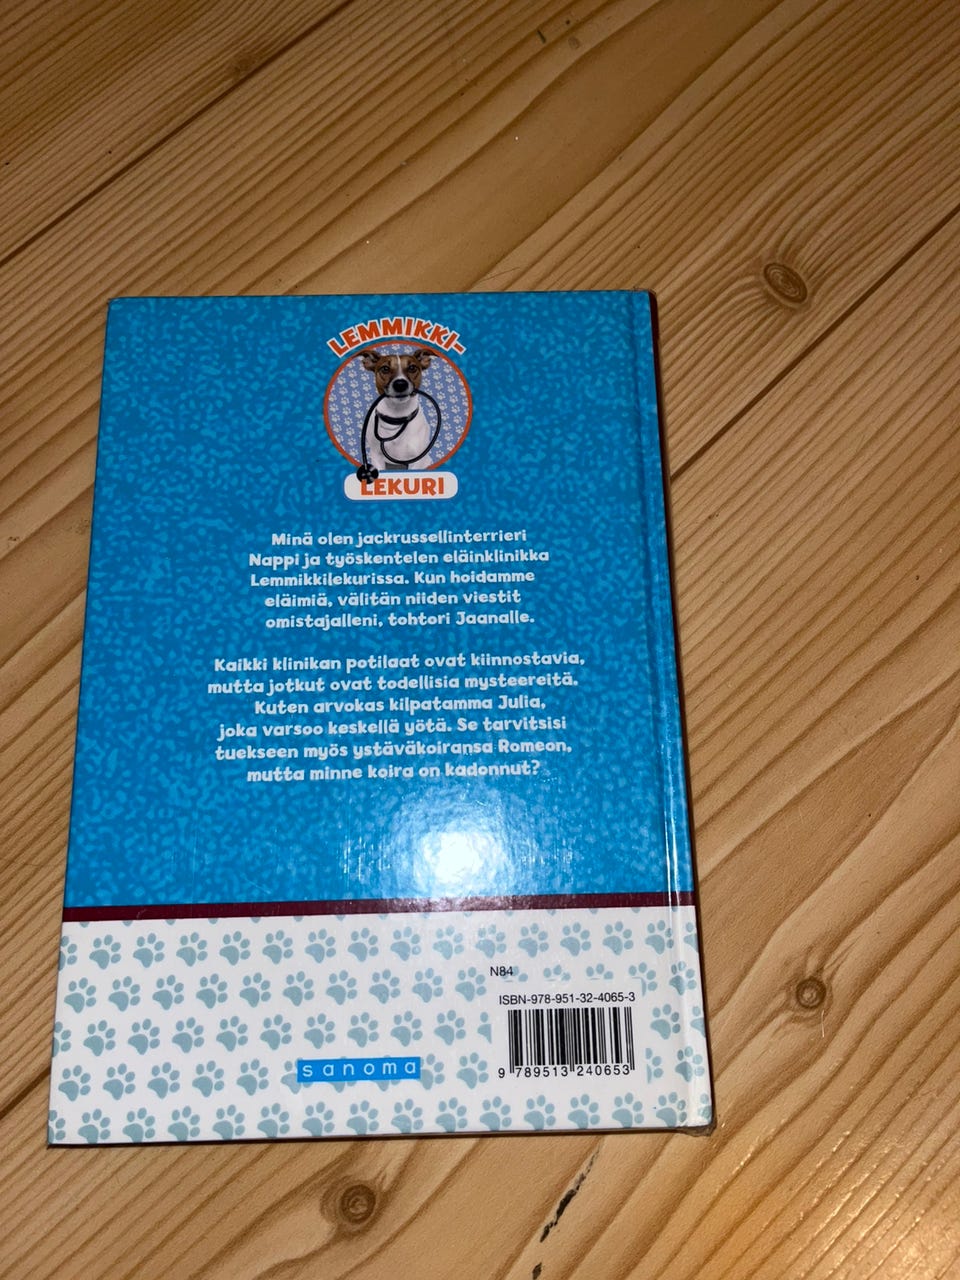 LEMMIKKI-
LEKURI
Minä olen jackrussellinterrieri
Nappi ja työskentelen eläinklinikka
Lemmikkilekurissa. Kun hoidamme
eläimiä, välitän niiden viestit
omistajalleni, tohtori Jaanalle.
Kaikki klinikan potilaat ovat kiinnostavia,
mutta jotkut ovat todellisia mysteereitä.
Kuten arvokas kilpatamma Julia,
joka varsoo keskellä yötä. Se tarvitsisi
tuekseen myös ystäväkoiransa Romeon,
mutta minne koira on kadonnut?
N84
ISBN-978-951-32-4065-3
9 789513 240653
sanoma